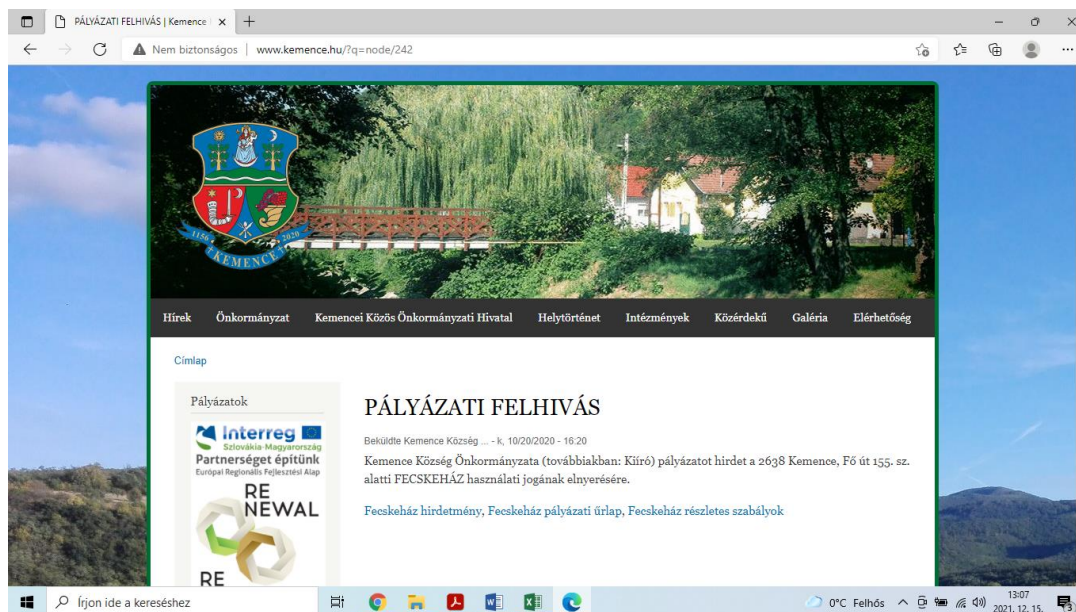 PÁLYÁZATI FELHIVÁS | Kemence
Nem biztonságos | www.kemence.hu/?q=node/242
1156 2020
KEMENCE
Hírek Önkormányzat Kemencei Közös Önkormányzati Hivatal Helytörténet Intézmények Közérdekű Galéria Elérhetőség
Címlap
Pályázatok
Interreg
Szlovákia-Magyarország
Partnerséget építünk
Európai Regionális Fejlesztési Alap
RE
NEWAL
RE
PÁLYÁZATI FELHIVÁS
Beküldte Kemence Község ... - k, 10/20/2020 - 16:20
Kemence Község Önkormányzata (továbbiakban: Kiíró) pályázatot hirdet a 2638 Kemence, Fő út 155. sz.
alatti FECSKEHÁZ használati jogának elnyerésére.
Fecskeház hirdetmény, Fecskeház pályázati űrlap, Fecskeház részletes szabályok
Írjon ide a kereséshez
0°C Felhős
13:07
2021. 12. 15.